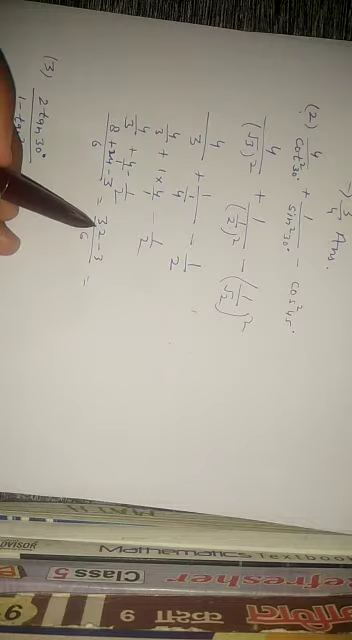 ⇒ 3/4 Ans.
(2) 4/cot²30° + 1/sin²30° - cos²45°
4/(√3)² + 1/(1/2)² - (1/√2)²
4/3 + 1/(1/4) - 1/2
4/3 + 1×4/1 - 1/2
4/3 + 4/1 - 1/2
8+24-3/6 = 32-3/6 =
(3) 2tan30°
Mathematics Textbook
Refresher Class 5
गणित कक्षा 9